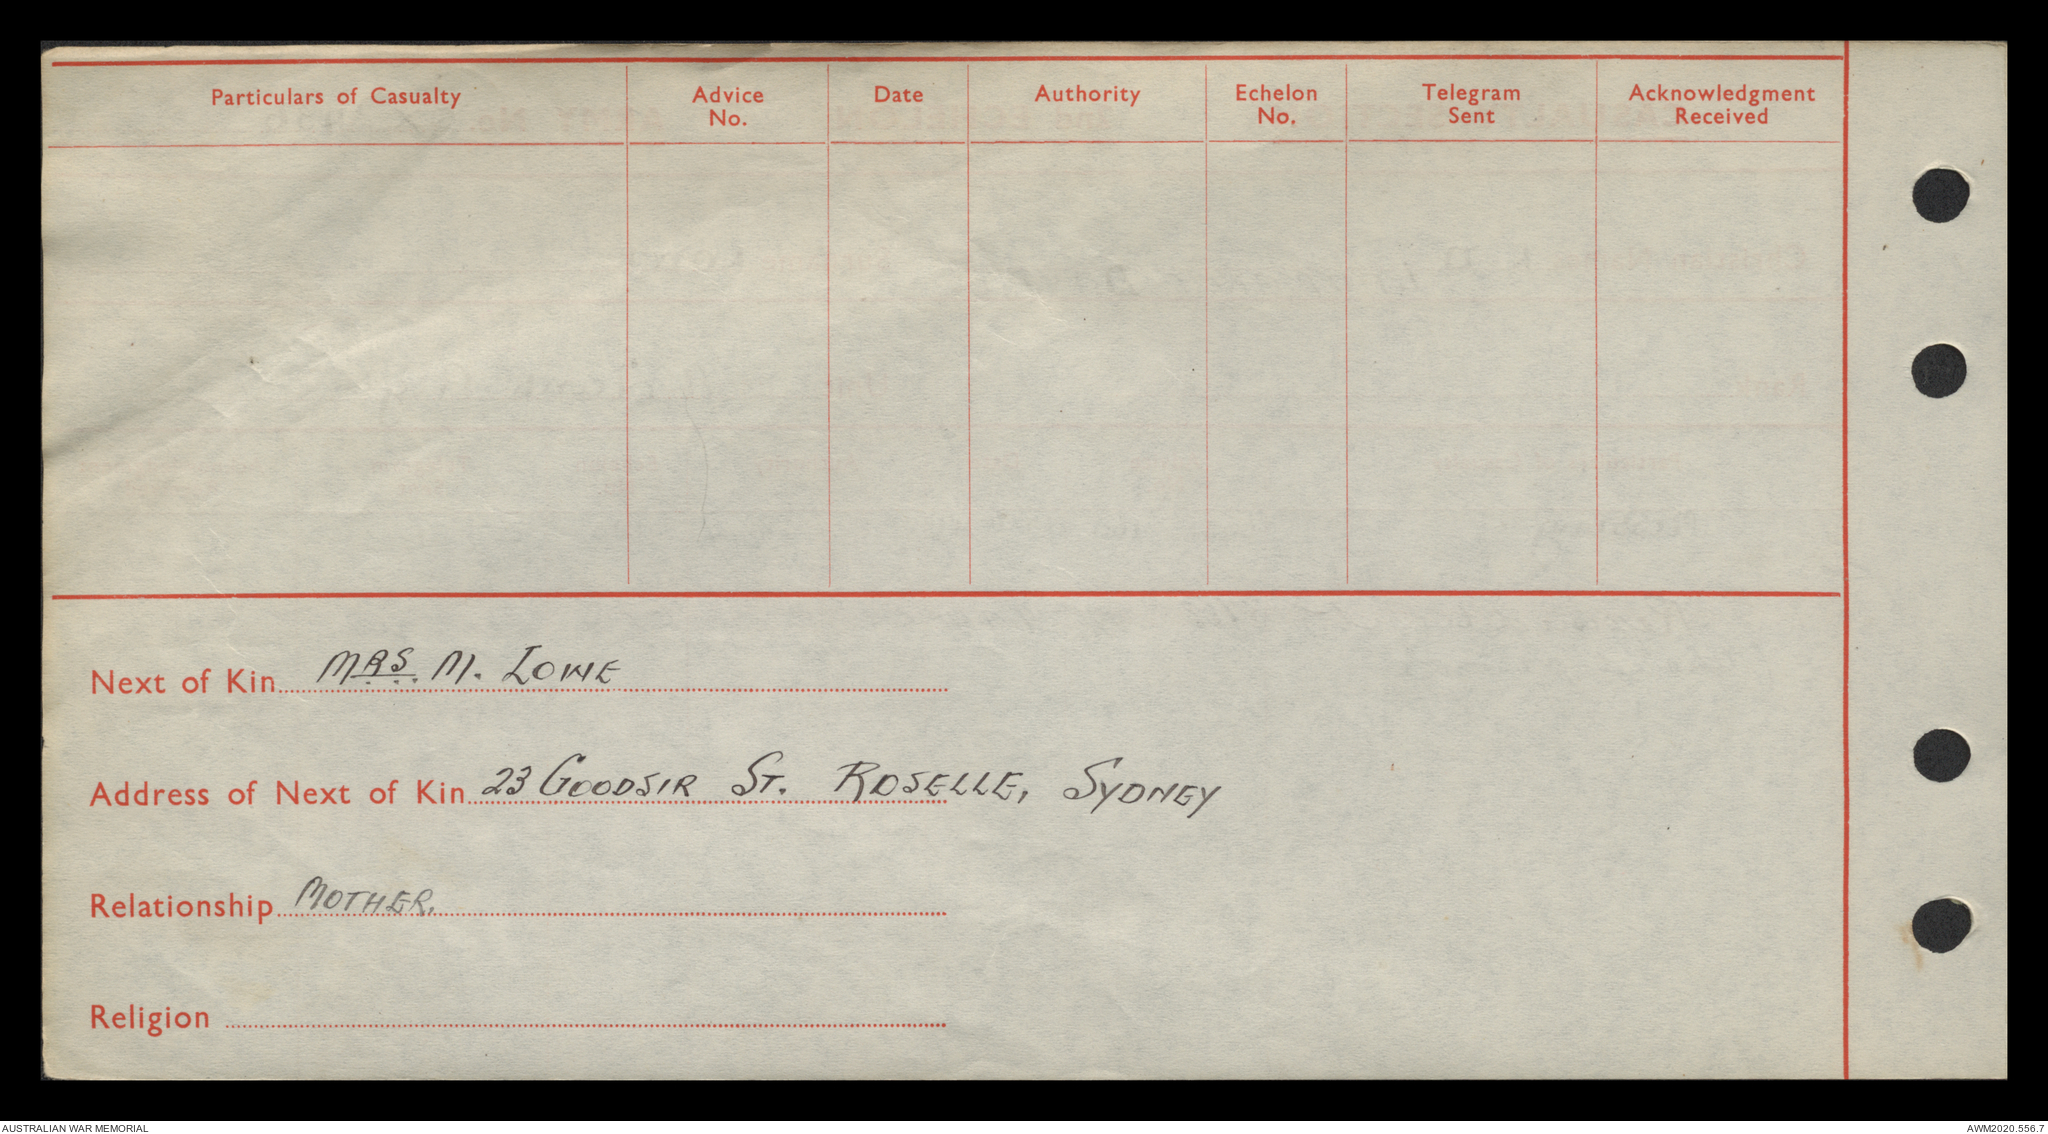 Particulars of Casualty Advice No. Date Authority Echelon No. Telegram Sent Acknowledgment Received
Next of Kin MRS. M. LOWE
Address of Next of Kin 23 GOODSIR ST. ROSELLE, SYDNEY
Relationship MOTHER.
Religion
AUSTRALIAN WAR MEMORIAL AWM2020.556.7